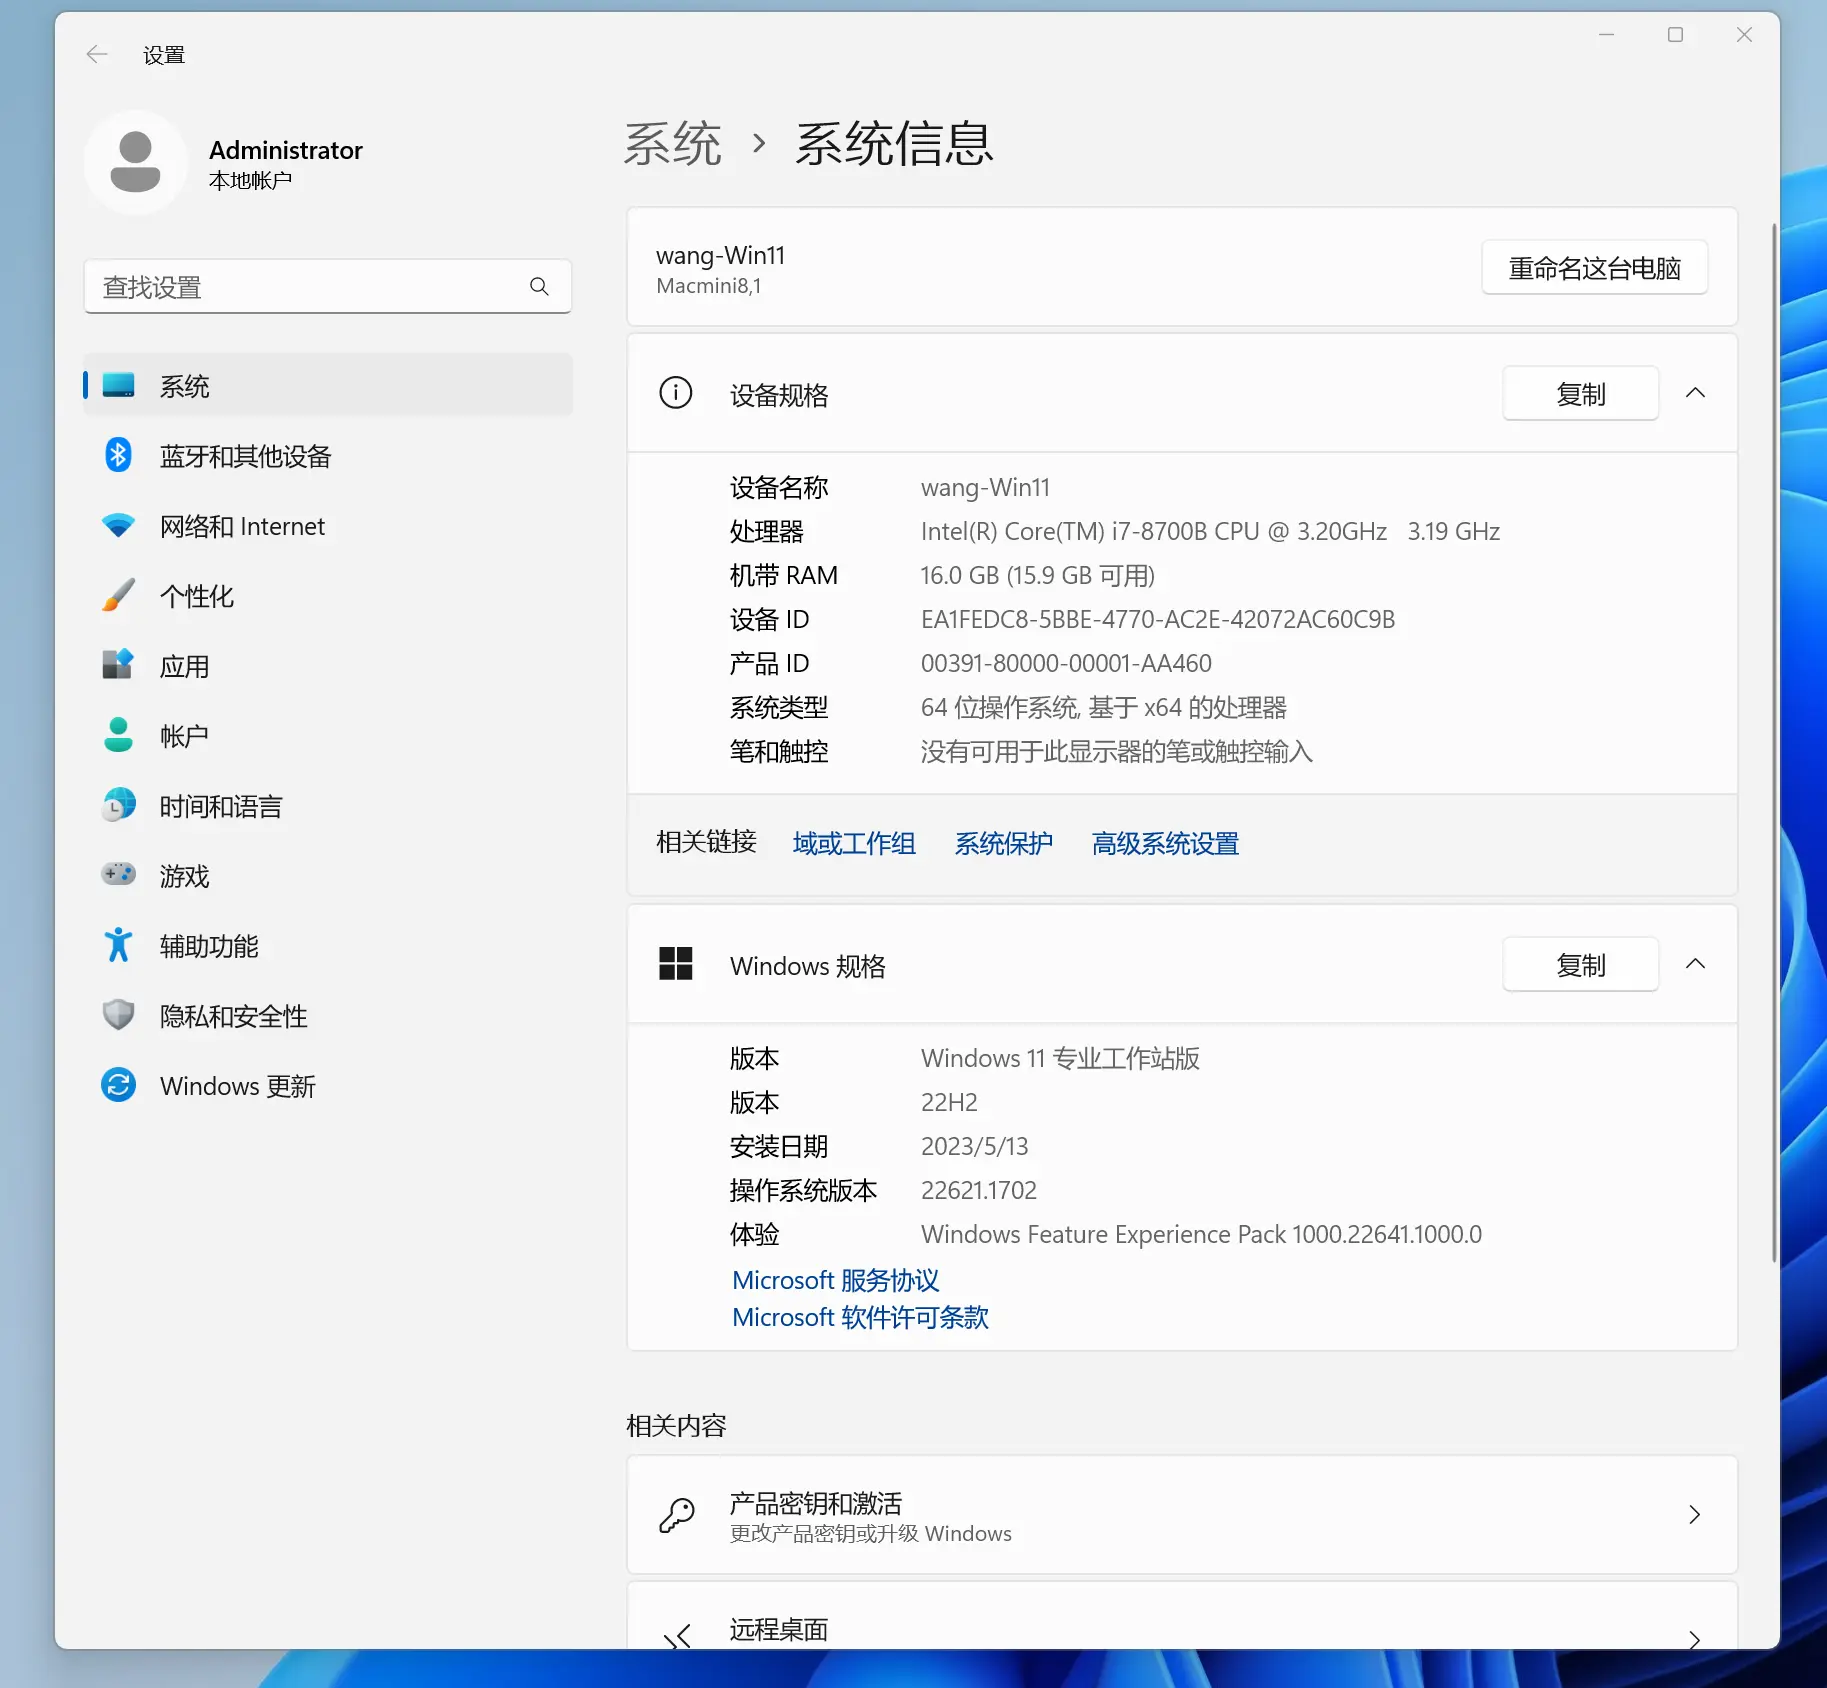 设置
Administrator
本地帐户
查找设置
系统
蓝牙和其他设备
网络和 Internet
个性化
应用
帐户
时间和语言
游戏
辅助功能
隐私和安全性
Windows 更新
系统 › 系统信息
wang-Win11
Macmini8,1
重命名这台电脑
设备规格
复制
设备名称 wang-Win11
处理器 Intel(R) Core(TM) i7-8700B CPU @ 3.20GHz 3.19 GHz
机带 RAM 16.0 GB (15.9 GB 可用)
设备 ID EA1FEDC8-5BBE-4770-AC2E-42072AC60C9B
产品 ID 00391-80000-00001-AA460
系统类型 64 位操作系统, 基于 x64 的处理器
笔和触控 没有可用于此显示器的笔或触控输入
相关链接 域或工作组 系统保护 高级系统设置
Windows 规格
复制
版本 Windows 11 专业工作站版
版本 22H2
安装日期 2023/5/13
操作系统版本 22621.1702
体验 Windows Feature Experience Pack 1000.22641.1000.0
Microsoft 服务协议
Microsoft 软件许可条款
相关内容
产品密钥和激活
更改产品密钥或升级 Windows
远程桌面